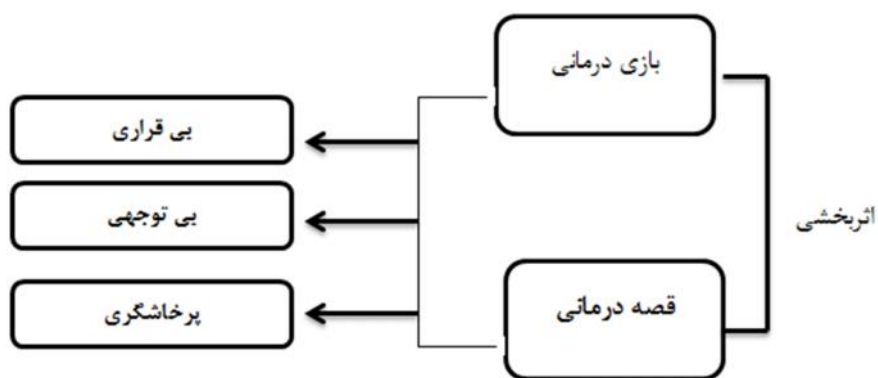 اثربخشی
بازی درمانی
قصه درمانی
بی قراری
بی توجهی
پرخاشگری